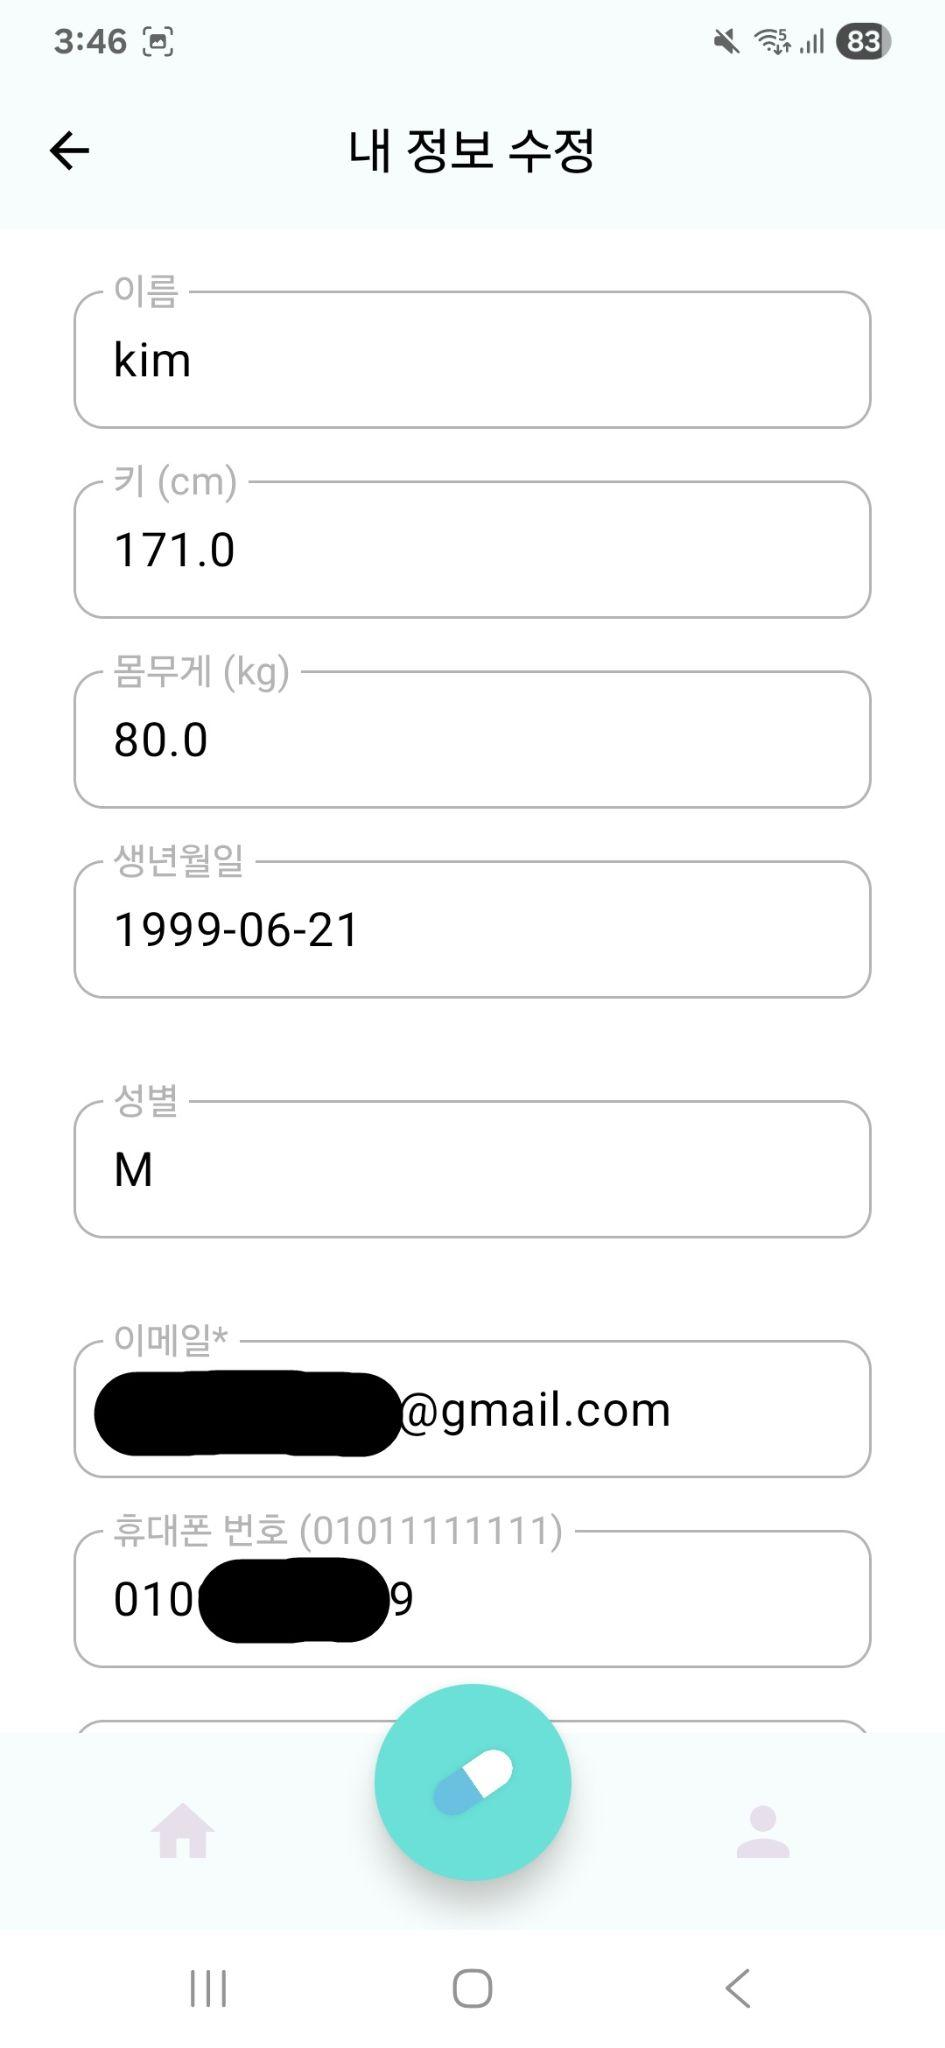 3:46
5
83
내 정보 수정
이름
kim
키 (cm)
171.0
몸무게 (kg)
80.0
생년월일
1999-06-21
성별
M
이메일*
@gmail.com
휴대폰 번호 (01011111111)
010 9